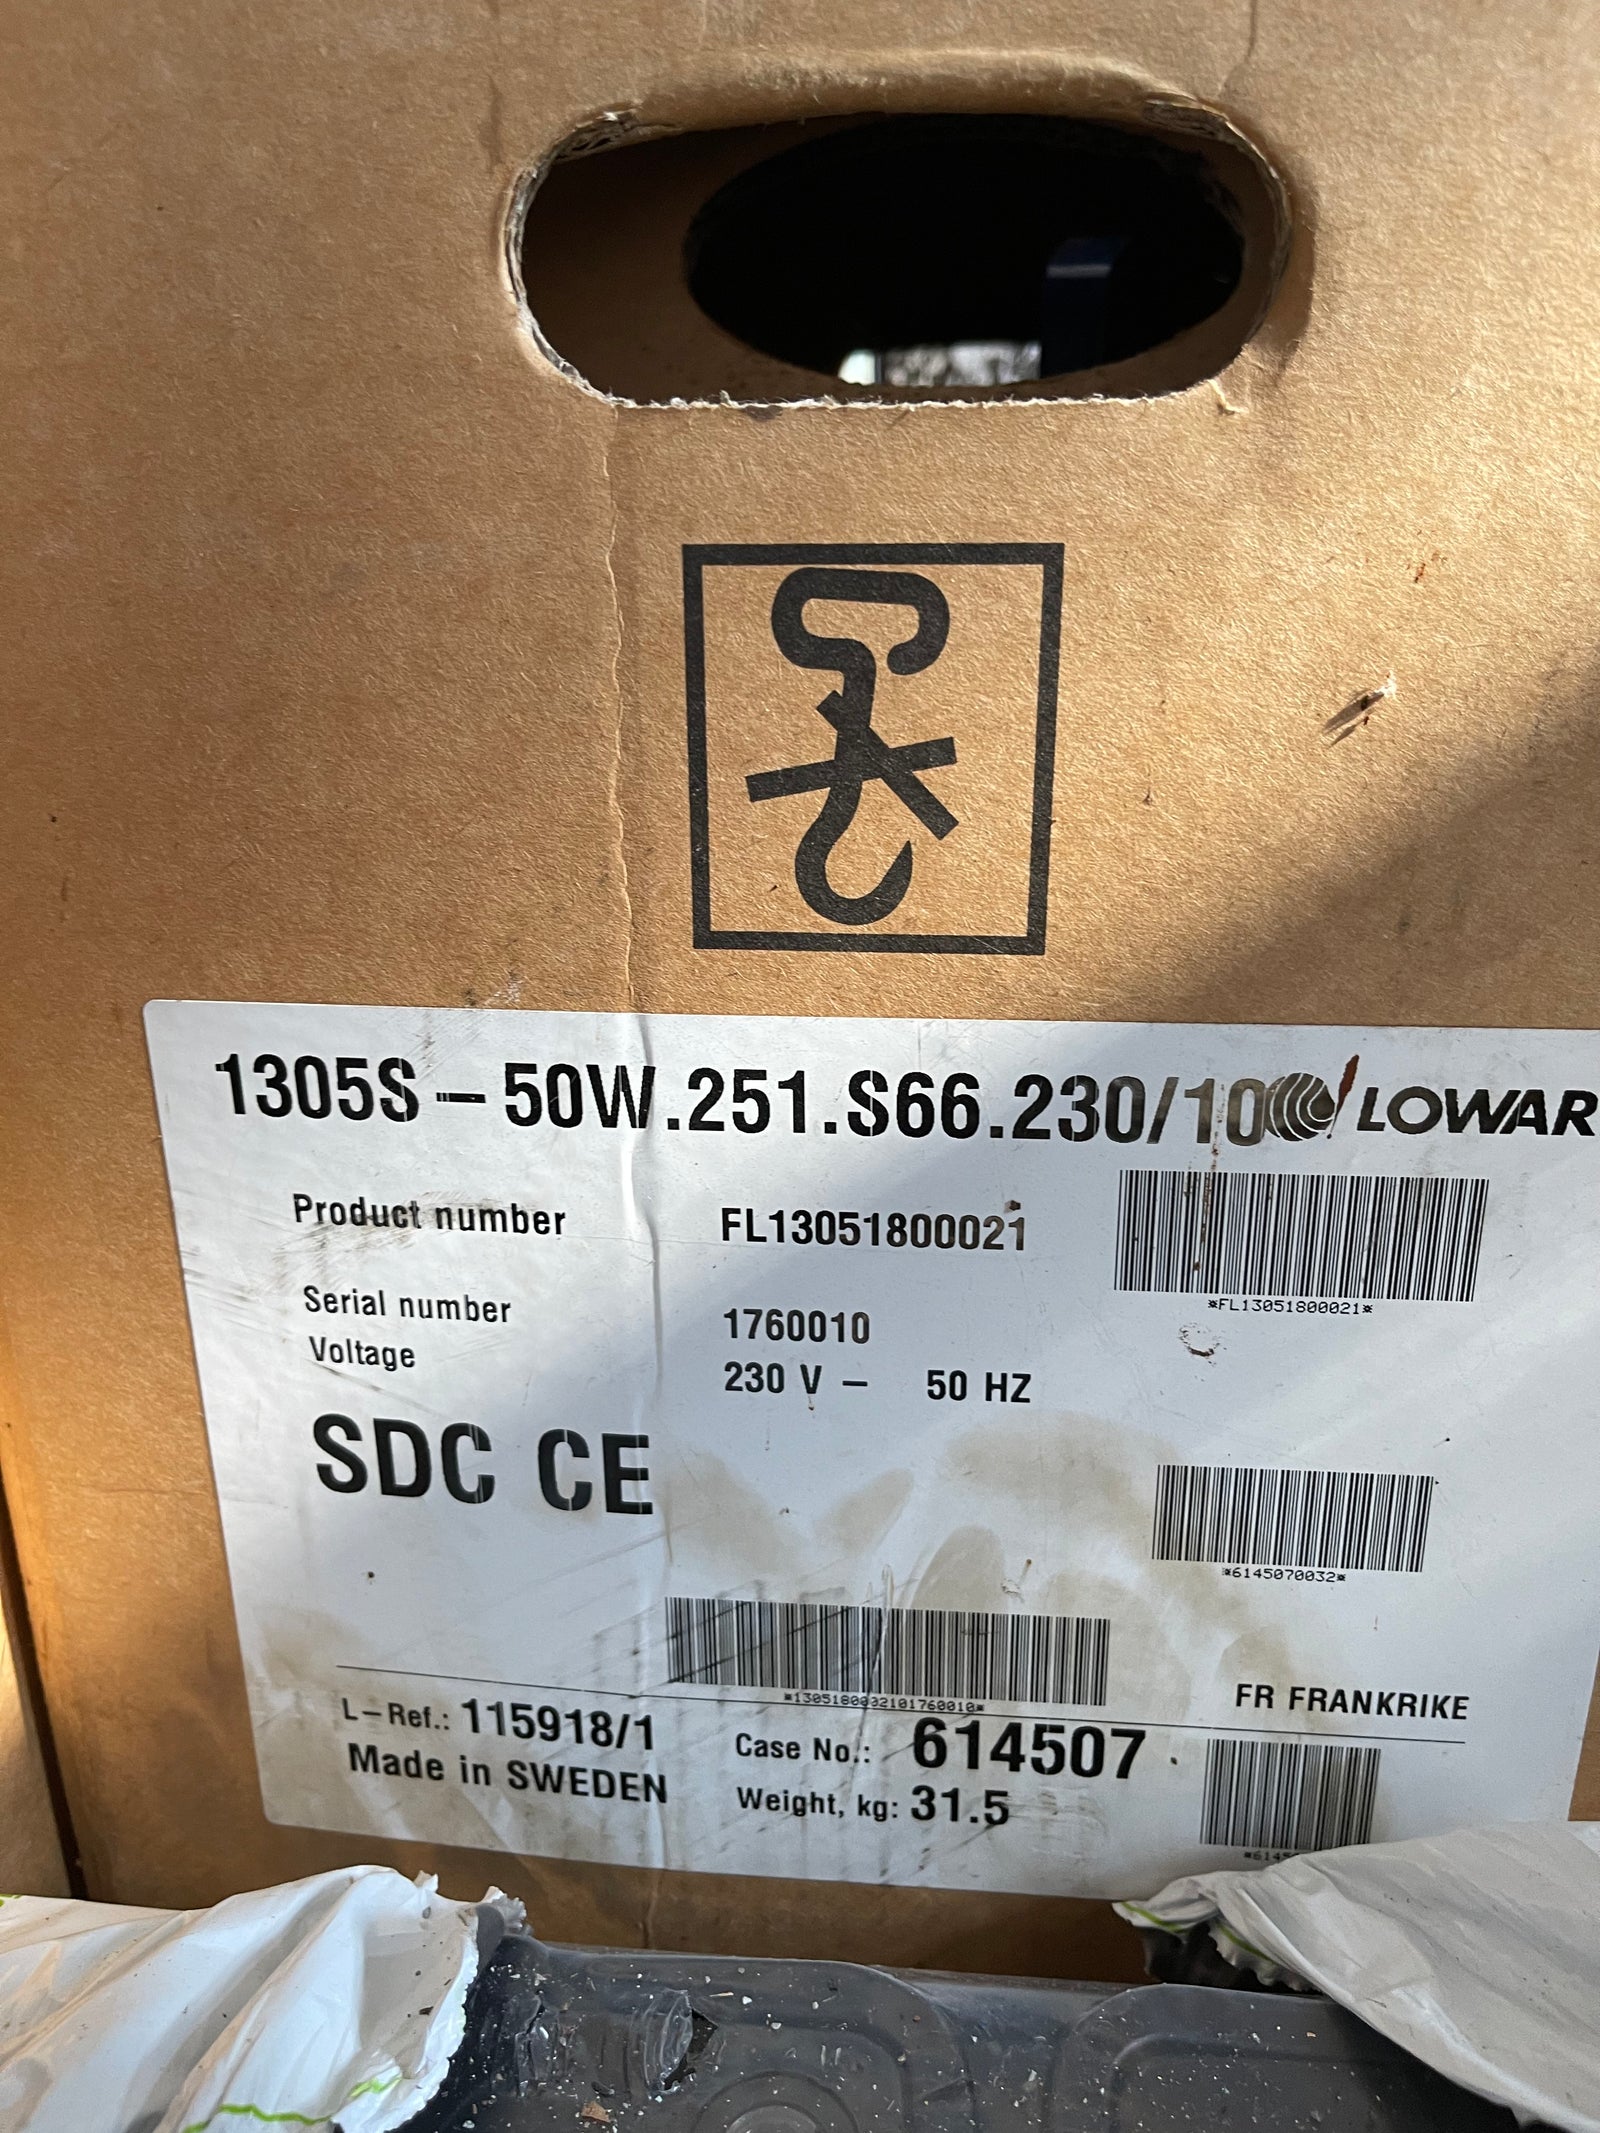 1305S – 50W.251.S66.230/10 LOWAR
Product number FL13051800021
*FL13051800021*
Serial number 1760010
Voltage 230 V – 50 HZ
SDC CE
*6145070032*
*1305180002101760010*
FR FRANKRIKE
L–Ref.: 115918/1
Case No.: 614507
Made in SWEDEN
Weight, kg: 31.5